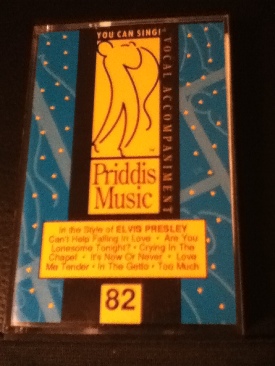 YOU CAN SING!
VOCAL ACCOMPANIMENT
Priddis
Music
In the Style of ELVIS PRESLEY
Can't Help Falling In Love • Are You
Lonesome Tonight? • Crying In The
Chapel • It's Now Or Never • Love
Me Tender • In The Getto • Too Much
82